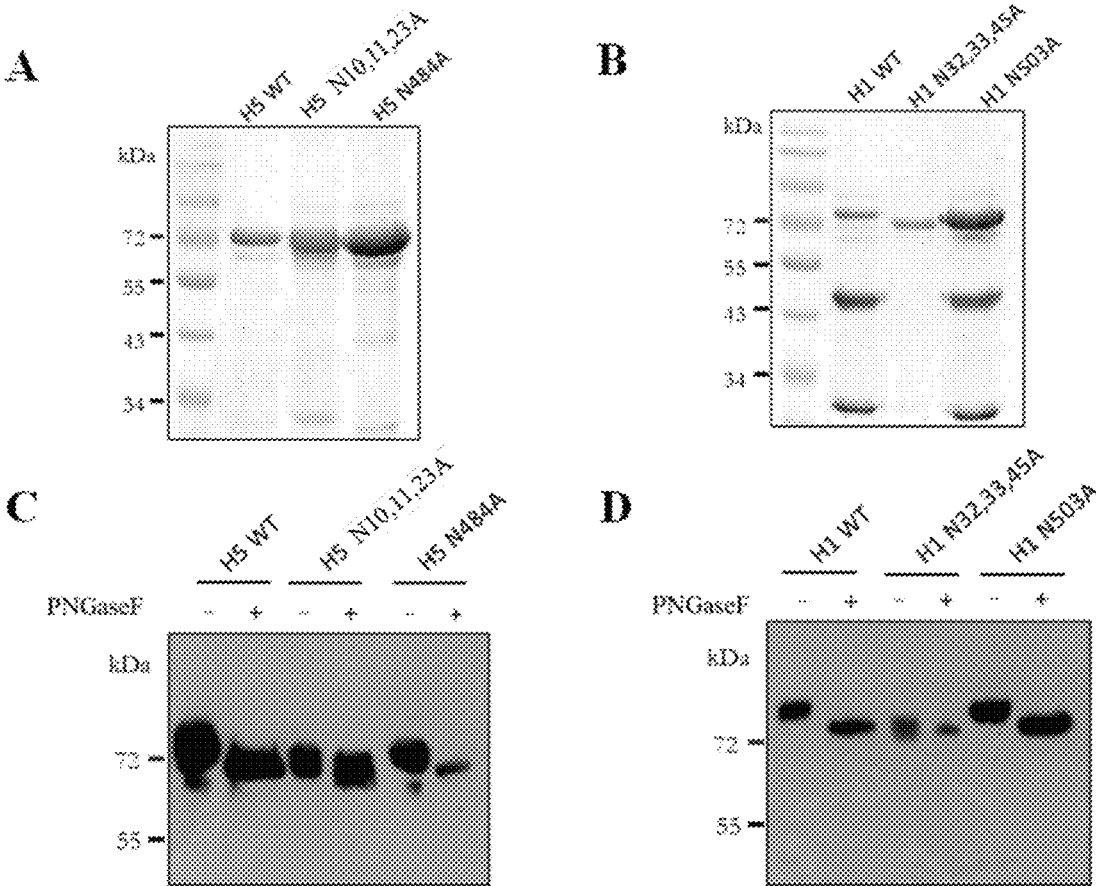 A
H5 WT
H5 N10,11,23A
H5 N484A
kDa
72
55
43
34
B
H1 WT
H1 N32,33,45A
H1 N503A
kDa
72
55
43
34
C
H5 WT
H5 N10,11,23A
H5 N484A
PNGaseF
- + - + - +
kDa
72
55
D
H1 WT
H1 N32,33,45A
H1 N503A
PNGaseF
- + - + - +
kDa
72
55